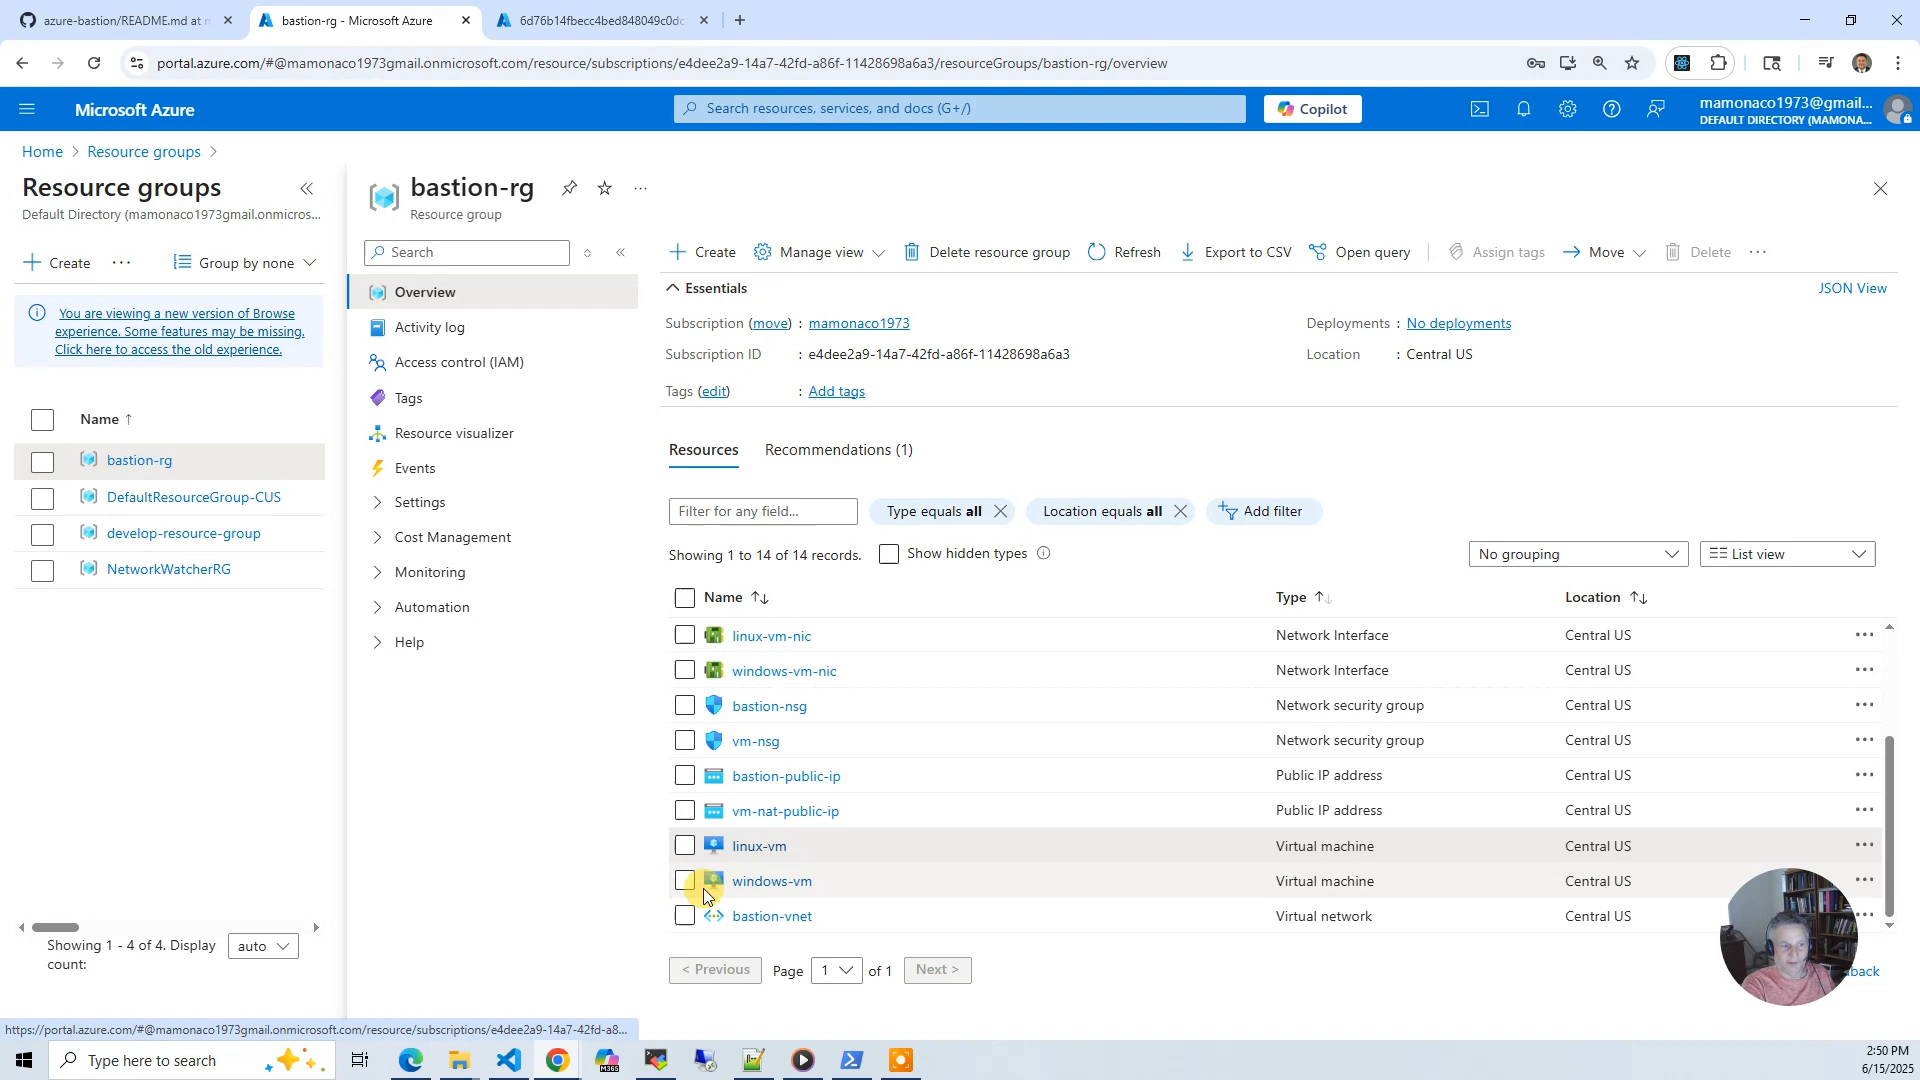 azure-bastion/README.md at m
bastion-rg - Microsoft Azure
6d76b14fbecc4bed848049c0dc
portal.azure.com/#@mamonaco1973gmail.onmicrosoft.com/resource/subscriptions/e4dee2a9-14a7-42fd-a86f-11428698a6a3/resourceGroups/bastion-rg/overview
Microsoft Azure
Search resources, services, and docs (G+/)
Copilot
mamonaco1973@gmail...
DEFAULT DIRECTORY (MAMONA...
Home > Resource groups >
Resource groups
Default Directory (mamonaco1973gmail.onmicros...
+ Create ... Group by none
You are viewing a new version of Browse
experience. Some features may be missing.
Click here to access the old experience.
Name ↑
bastion-rg
DefaultResourceGroup-CUS
develop-resource-group
NetworkWatcherRG
Showing 1 - 4 of 4. Display
count:
auto
bastion-rg
...
Resource group
Search
Overview
Activity log
Access control (IAM)
Tags
Resource visualizer
Events
Settings
Cost Management
Monitoring
Automation
Help
+ Create Manage view Delete resource group Refresh Export to CSV Open query Assign tags Move Delete ...
Essentials
JSON View
Subscription (move) : mamonaco1973
Deployments : No deployments
Subscription ID : e4dee2a9-14a7-42fd-a86f-11428698a6a3
Location : Central US
Tags (edit) : Add tags
Resources Recommendations (1)
Filter for any field... Type equals all Location equals all Add filter
Showing 1 to 14 of 14 records. Show hidden types
No grouping List view
Name ↑↓ Type ↑↓ Location ↑↓
linux-vm-nic Network Interface Central US ...
windows-vm-nic Network Interface Central US ...
bastion-nsg Network security group Central US ...
vm-nsg Network security group Central US ...
bastion-public-ip Public IP address Central US ...
vm-nat-public-ip Public IP address Central US ...
linux-vm Virtual machine Central US ...
windows-vm Virtual machine Central US ...
bastion-vnet Virtual network Central US
< Previous Page 1 of 1 Next >
back
https://portal.azure.com/#@mamonaco1973gmail.onmicrosoft.com/resource/subscriptions/e4dee2a9-14a7-42fd-a8...
Type here to search
M365
2:50 PM
6/15/2025